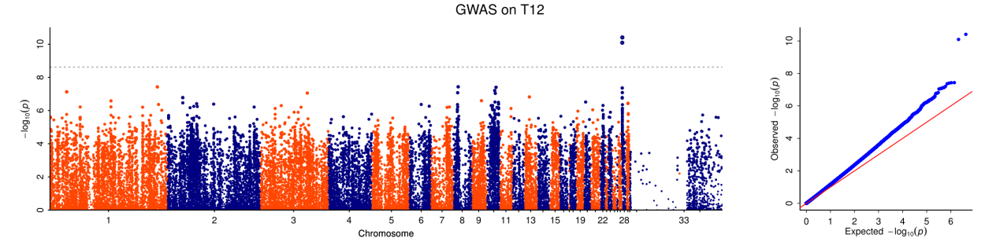 GWAS on T12
−log₁₀(p)
10
8
6
4
2
0
1 2 3 4 5 6 7 8 9 11 13 15 17 19 22 28 33
Chromosome
Observed −log₁₀(p)
10
8
6
4
2
0
0 1 2 3 4 5 6
Expected −log₁₀(p)